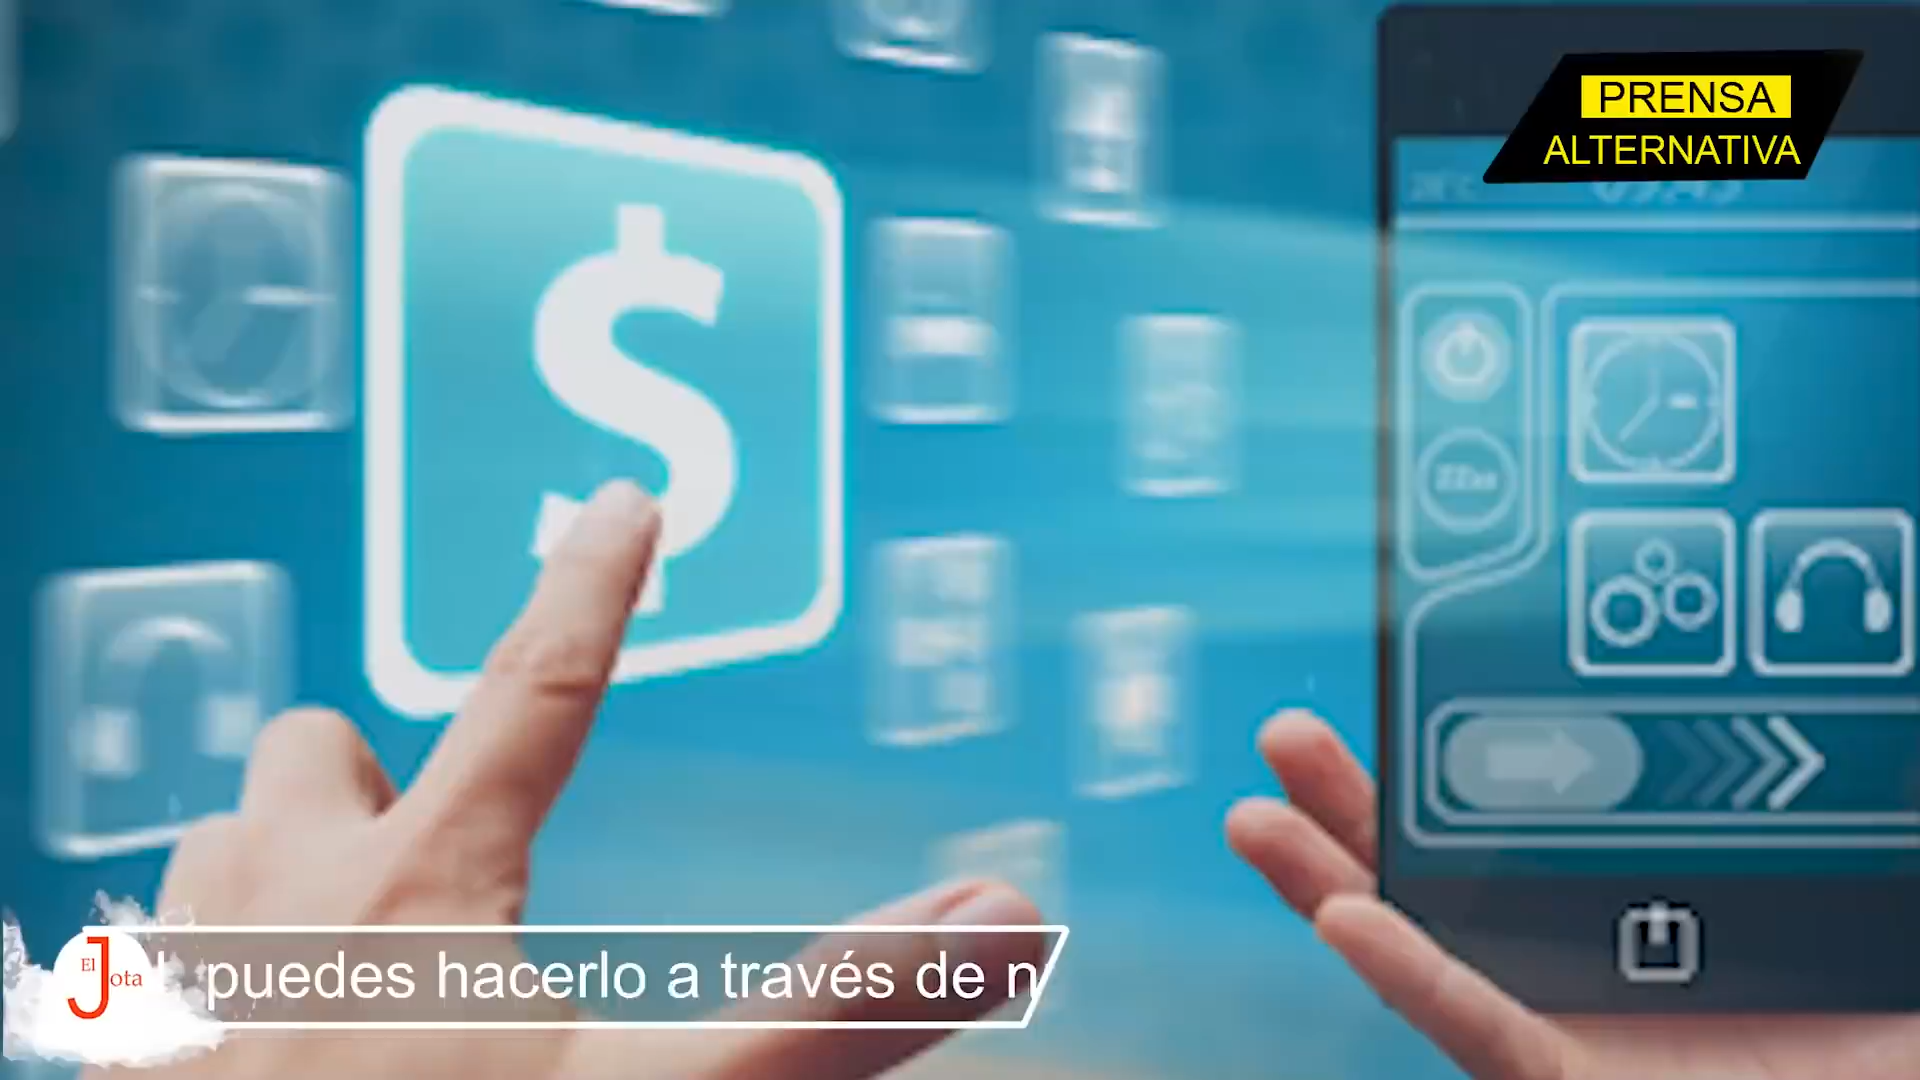 PRENSA
ALTERNATIVA
$
El Jota
puedes hacerlo a través de n